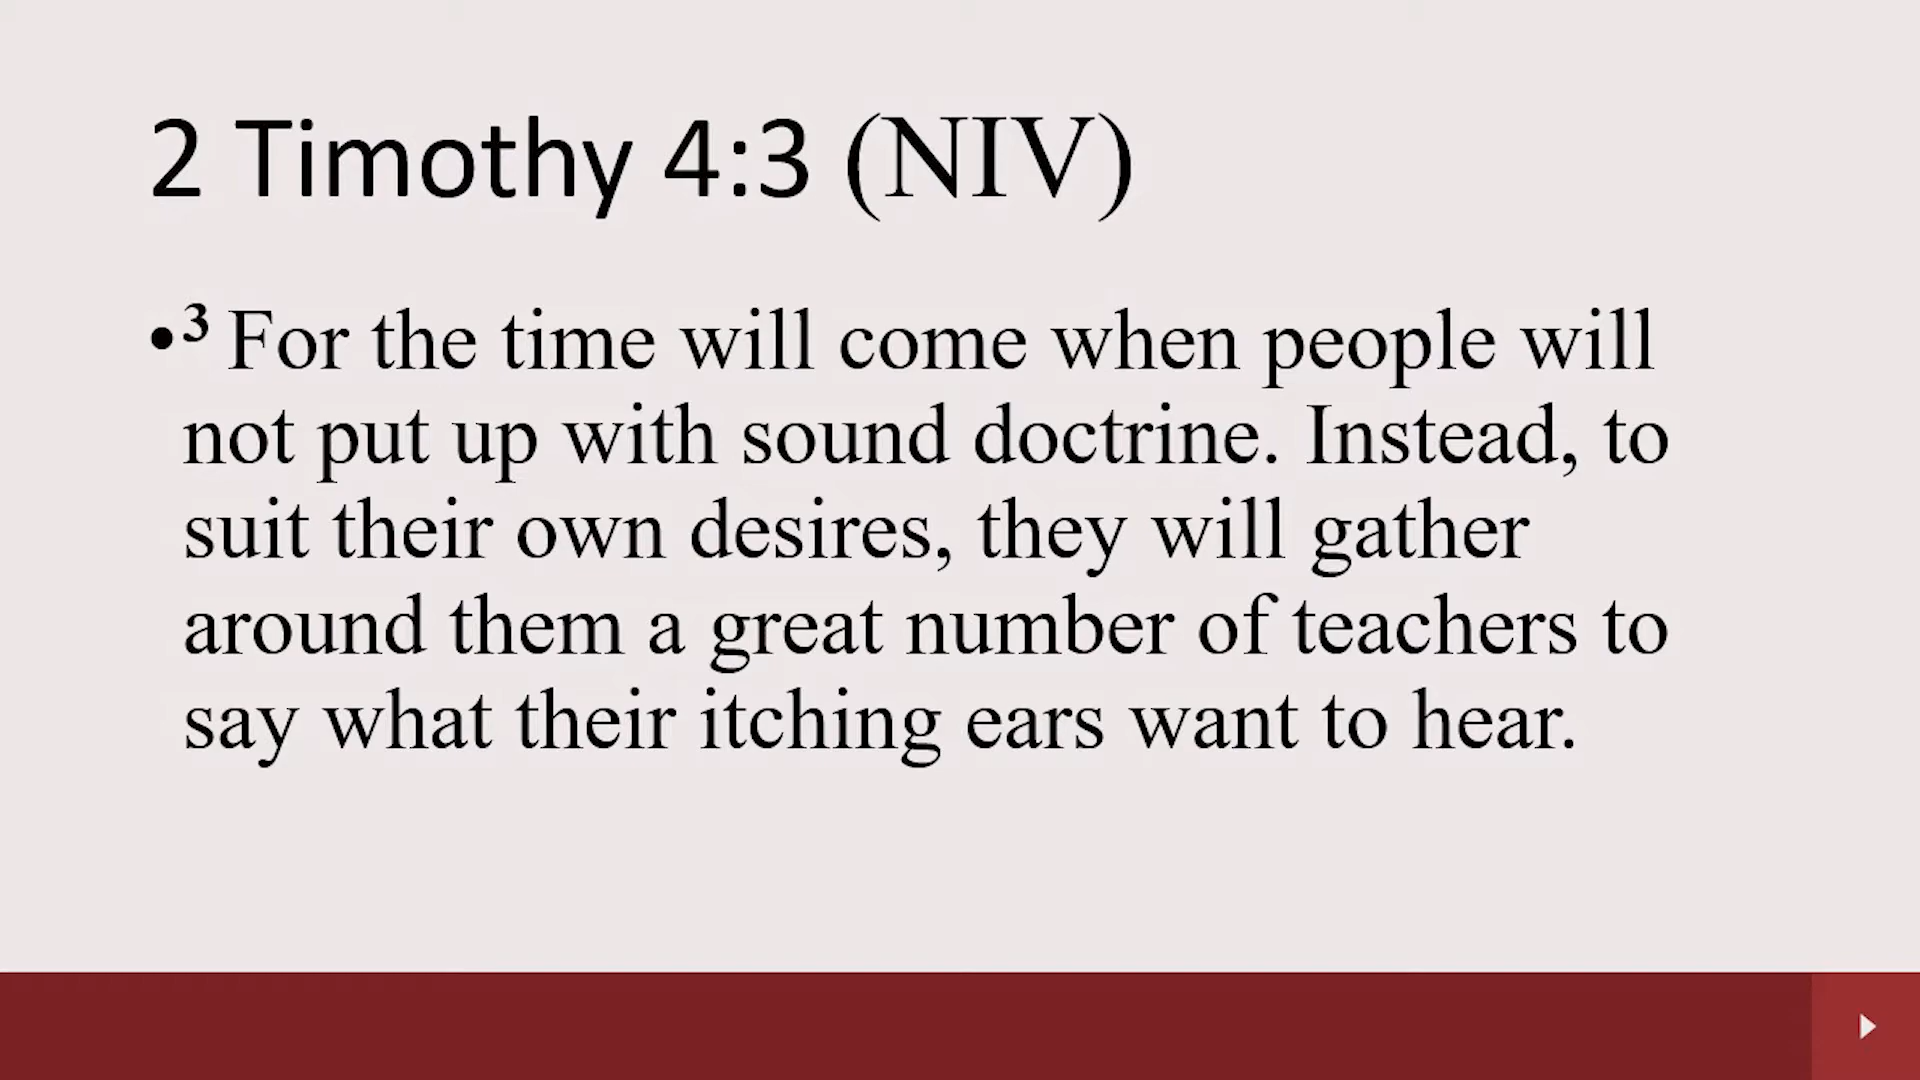 2 Timothy 4:3 (NIV)
•³ For the time will come when people will
not put up with sound doctrine. Instead, to
suit their own desires, they will gather
around them a great number of teachers to
say what their itching ears want to hear.